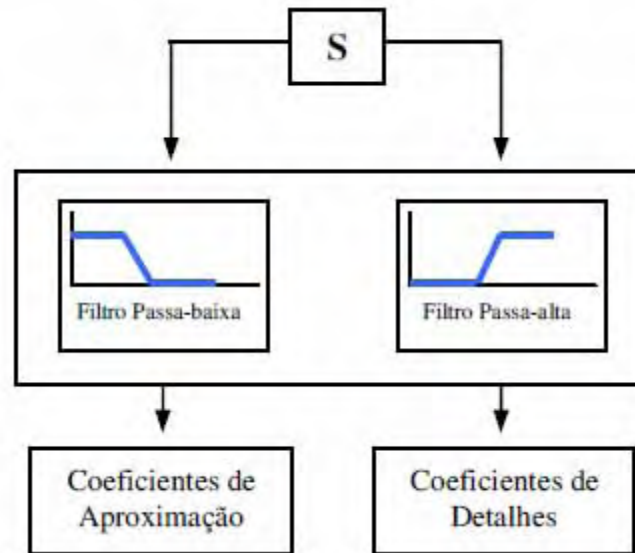 S
Filtro Passa-baixa
Filtro Passa-alta
Coeficientes de
Aproximação
Coeficientes de
Detalhes